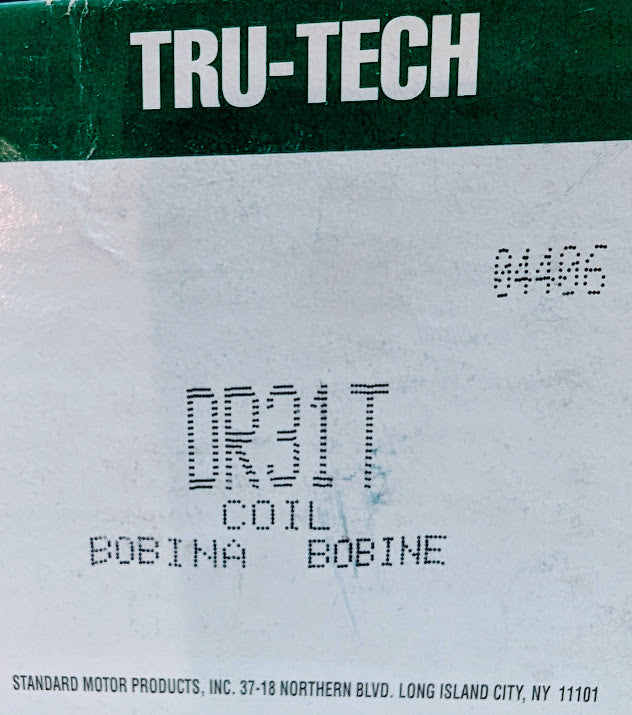 TRU-TECH
04406
DR31T
COIL
BOBINA BOBINE
STANDARD MOTOR PRODUCTS, INC. 37-18 NORTHERN BLVD. LONG ISLAND CITY, NY 11101